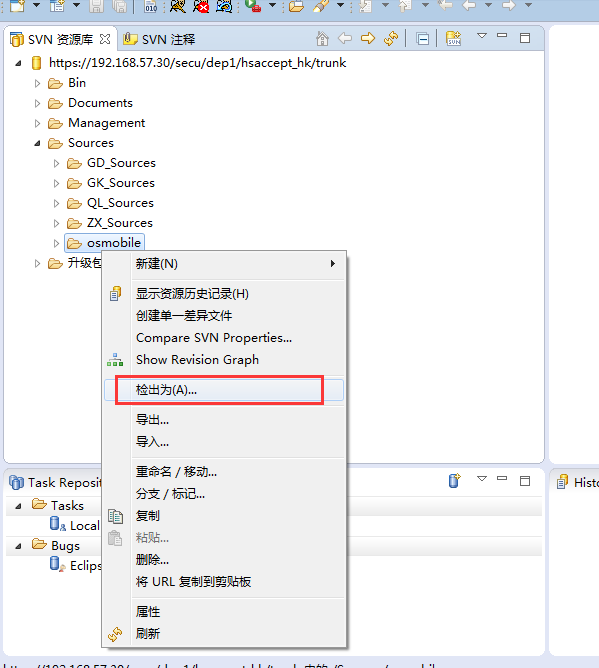 SVN 资源库 SVN 注释
https://192.168.57.30/secu/dep1/hsaccept_hk/trunk
Bin
Documents
Management
Sources
GD_Sources
GK_Sources
QL_Sources
ZX_Sources
osmobile
升级包
新建(N)
显示资源历史记录(H)
创建单一差异文件
Compare SVN Properties...
Show Revision Graph
检出为(A)...
导出...
导入...
重命名 / 移动...
分支 / 标记...
复制
粘贴...
删除...
将 URL 复制到剪贴板
属性
刷新
Task Reposit
Histo
Tasks
Local
Bugs
Eclips